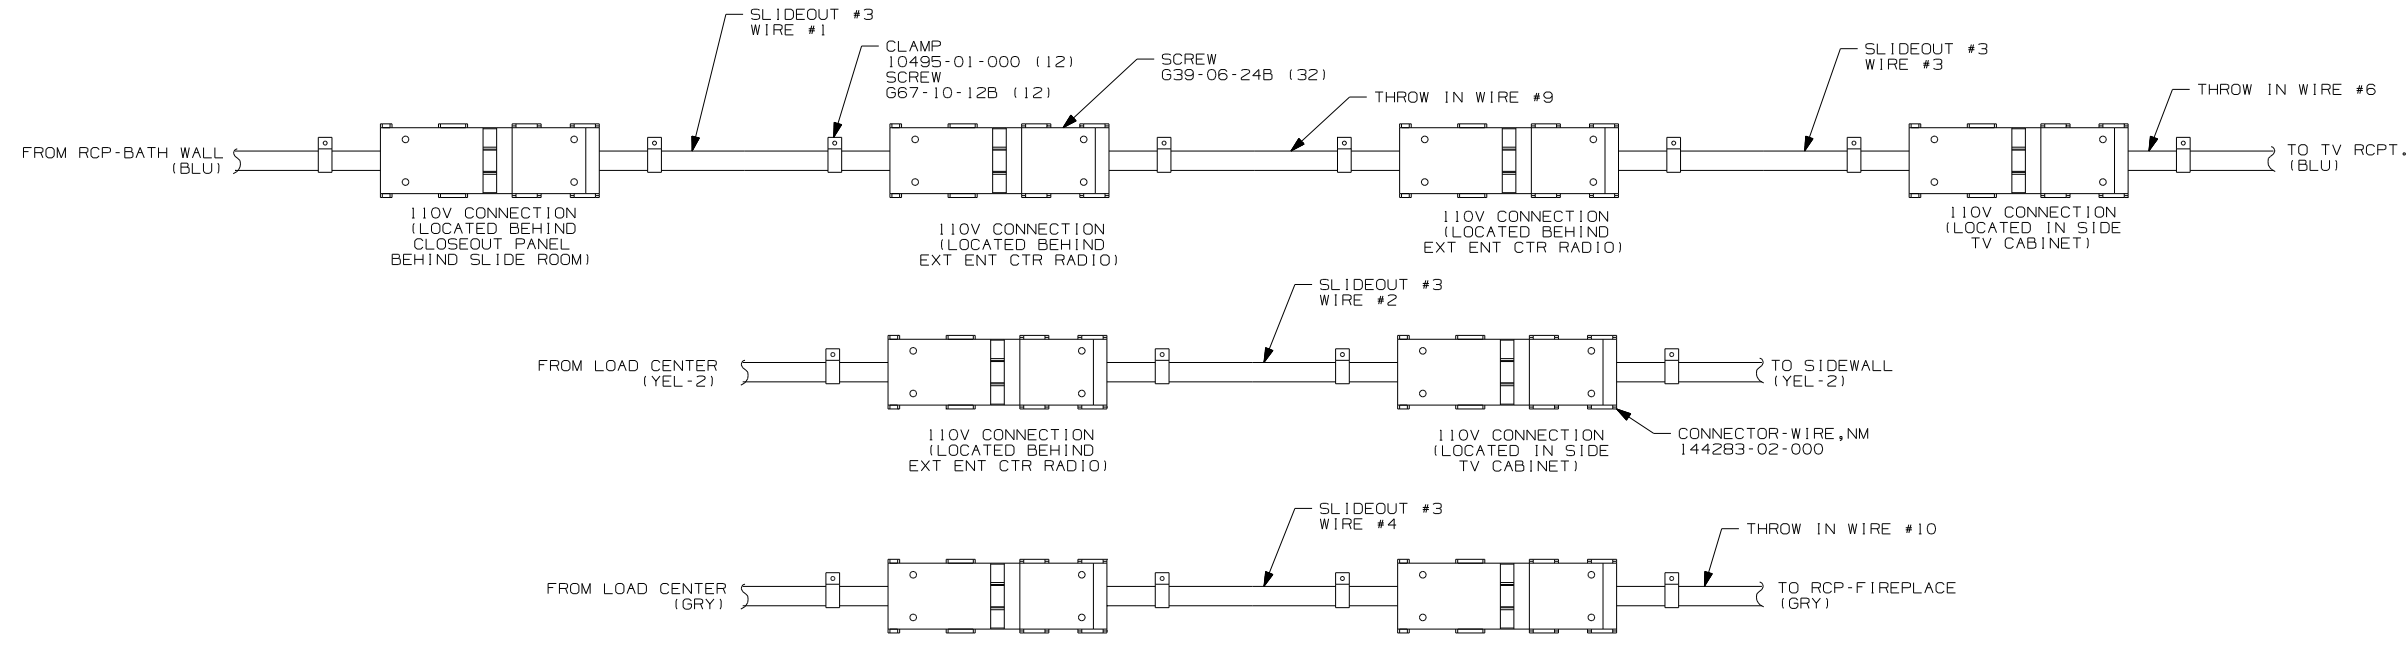 SLIDEOUT #3
WIRE #1
CLAMP
10495-01-000 (12)
SCREW
G67-10-12B (12)
SCREW
G39-06-24B (32)
THROW IN WIRE #9
SLIDEOUT #3
WIRE #3
THROW IN WIRE #6
FROM RCP-BATH WALL
(BLU)
TO TV RCPT.
(BLU)
110V CONNECTION
(LOCATED BEHIND
CLOSEOUT PANEL
BEHIND SLIDE ROOM)
110V CONNECTION
(LOCATED BEHIND
EXT ENT CTR RADIO)
110V CONNECTION
(LOCATED BEHIND
EXT ENT CTR RADIO)
110V CONNECTION
(LOCATED IN SIDE
TV CABINET)
SLIDEOUT #3
WIRE #2
FROM LOAD CENTER
(YEL-2)
TO SIDEWALL
(YEL-2)
110V CONNECTION
(LOCATED BEHIND
EXT ENT CTR RADIO)
110V CONNECTION
(LOCATED IN SIDE
TV CABINET)
CONNECTOR-WIRE,NM
144283-02-000
SLIDEOUT #3
WIRE #4
THROW IN WIRE #10
FROM LOAD CENTER
(GRY)
TO RCP-FIREPLACE
(GRY)